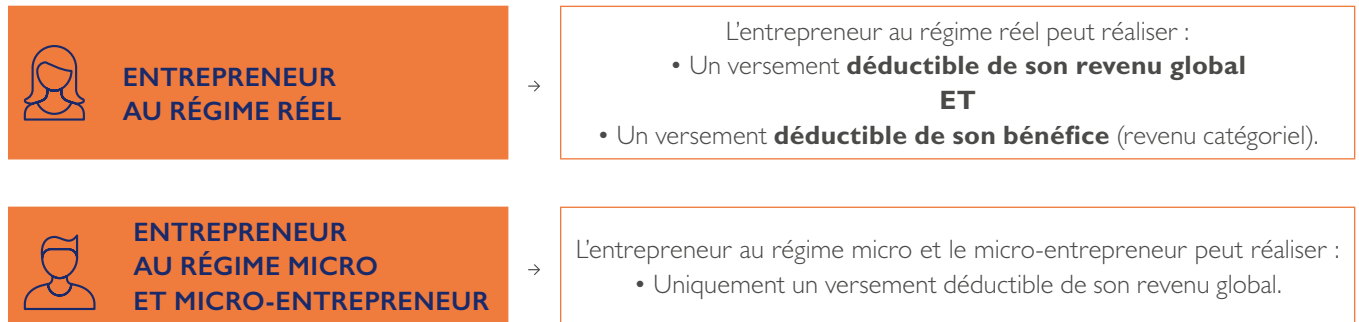 ENTREPRENEUR
AU RÉGIME RÉEL
→
L'entrepreneur au régime réel peut réaliser :
• Un versement déductible de son revenu global
ET
• Un versement déductible de son bénéfice (revenu catégoriel).
ENTREPRENEUR
AU RÉGIME MICRO
ET MICRO-ENTREPRENEUR
→
L'entrepreneur au régime micro et le micro-entrepreneur peut réaliser :
• Uniquement un versement déductible de son revenu global.